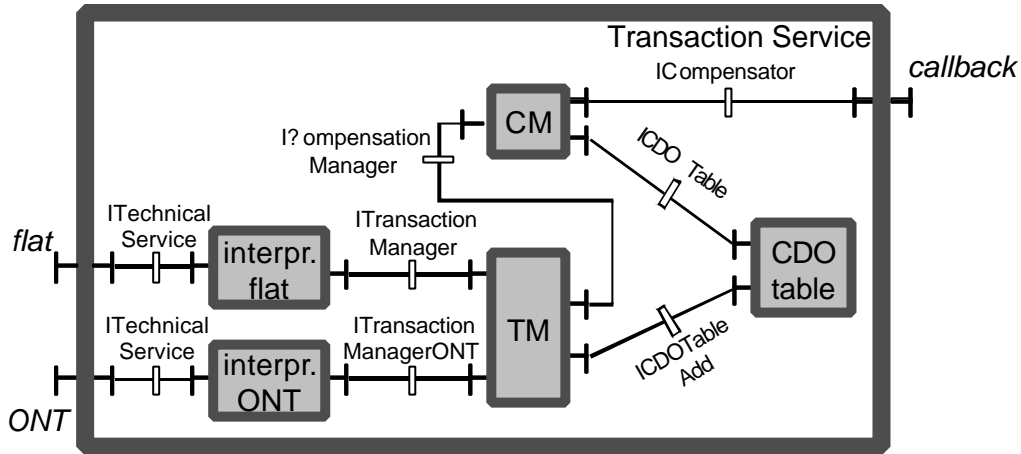 Transaction Service
ICompensator
callback
CM
I?ompensation
Manager
ICDO Table
ITechnical
Service
ITransaction
Manager
flat
interpr.
flat
CDO
table
TM
ITechnical
Service
ITransaction
ManagerONT
ICDOTable
Add
interpr.
ONT
ONT